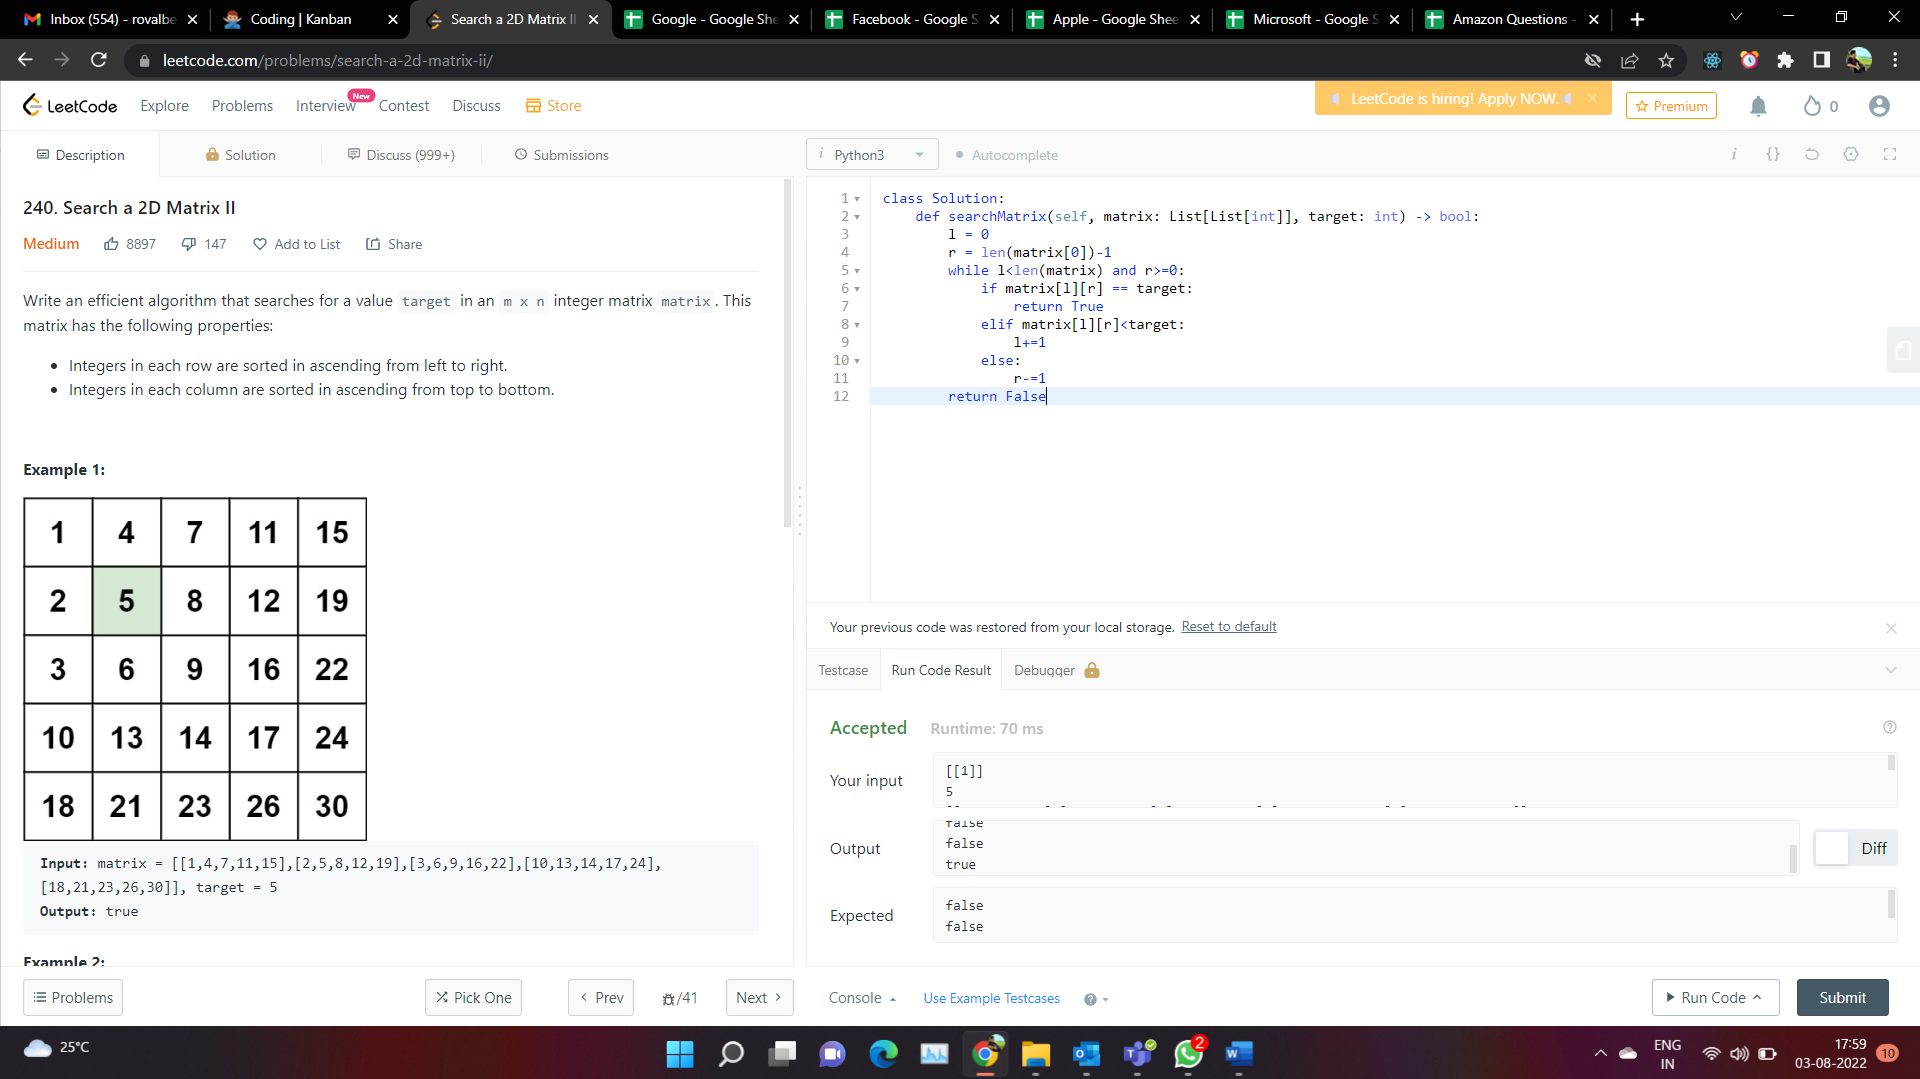 Inbox (554) - rovalbe
Coding | Kanban
Search a 2D Matrix II
Google - Google She
Facebook - Google S
Apple - Google Shee
Microsoft - Google S
Amazon Questions -
leetcode.com/problems/search-a-2d-matrix-ii/
LeetCode
Explore
Problems
Interview
New
Contest
Discuss
Store
LeetCode is hiring! Apply NOW.
Premium
0
Description
Solution
Discuss (999+)
Submissions
i Python3
Autocomplete
i {}
240. Search a 2D Matrix II
Medium 8897 147 Add to List Share
Write an efficient algorithm that searches for a value target in an m x n integer matrix matrix. This
matrix has the following properties:
• Integers in each row are sorted in ascending from left to right.
• Integers in each column are sorted in ascending from top to bottom.
Example 1:
1 4 7 11 15
2 5 8 12 19
3 6 9 16 22
10 13 14 17 24
18 21 23 26 30
Input: matrix = [[1,4,7,11,15],[2,5,8,12,19],[3,6,9,16,22],[10,13,14,17,24],
[18,21,23,26,30]], target = 5
Output: true
Example 2:
Problems
Pick One
Prev
/41
Next
1 class Solution:
2 def searchMatrix(self, matrix: List[List[int]], target: int) -> bool:
3 l = 0
4 r = len(matrix[0])-1
5 while l<len(matrix) and r>=0:
6 if matrix[l][r] == target:
7 return True
8 elif matrix[l][r]<target:
9 l+=1
10 else:
11 r-=1
12 return False
Your previous code was restored from your local storage. Reset to default
Testcase
Run Code Result
Debugger
Accepted Runtime: 70 ms
Your input
[[1]]
5
Output
false
false
true
Diff
Expected
false
false
Console
Use Example Testcases
Run Code
Submit
25°C
2
ENG
IN
17:59
03-08-2022
10